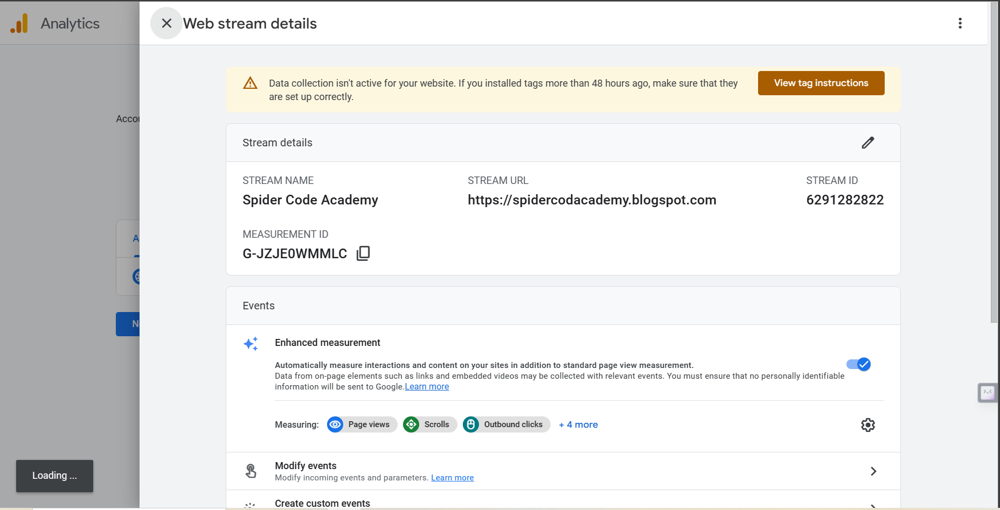 Analytics
Web stream details
Data collection isn't active for your website. If you installed tags more than 48 hours ago, make sure that they
are set up correctly.
View tag instructions
Stream details
STREAM NAME
Spider Code Academy
STREAM URL
https://spidercodacademy.blogspot.com
STREAM ID
6291282822
MEASUREMENT ID
G-JZJE0WMMLC
Events
Enhanced measurement
Automatically measure interactions and content on your sites in addition to standard page view measurement.
Data from on-page elements such as links and embedded videos may be collected with relevant events. You must ensure that no personally identifiable
information will be sent to Google.Learn more
Measuring: Page views Scrolls Outbound clicks + 4 more
Modify events
Modify incoming events and parameters. Learn more
Create custom events
Loading ...